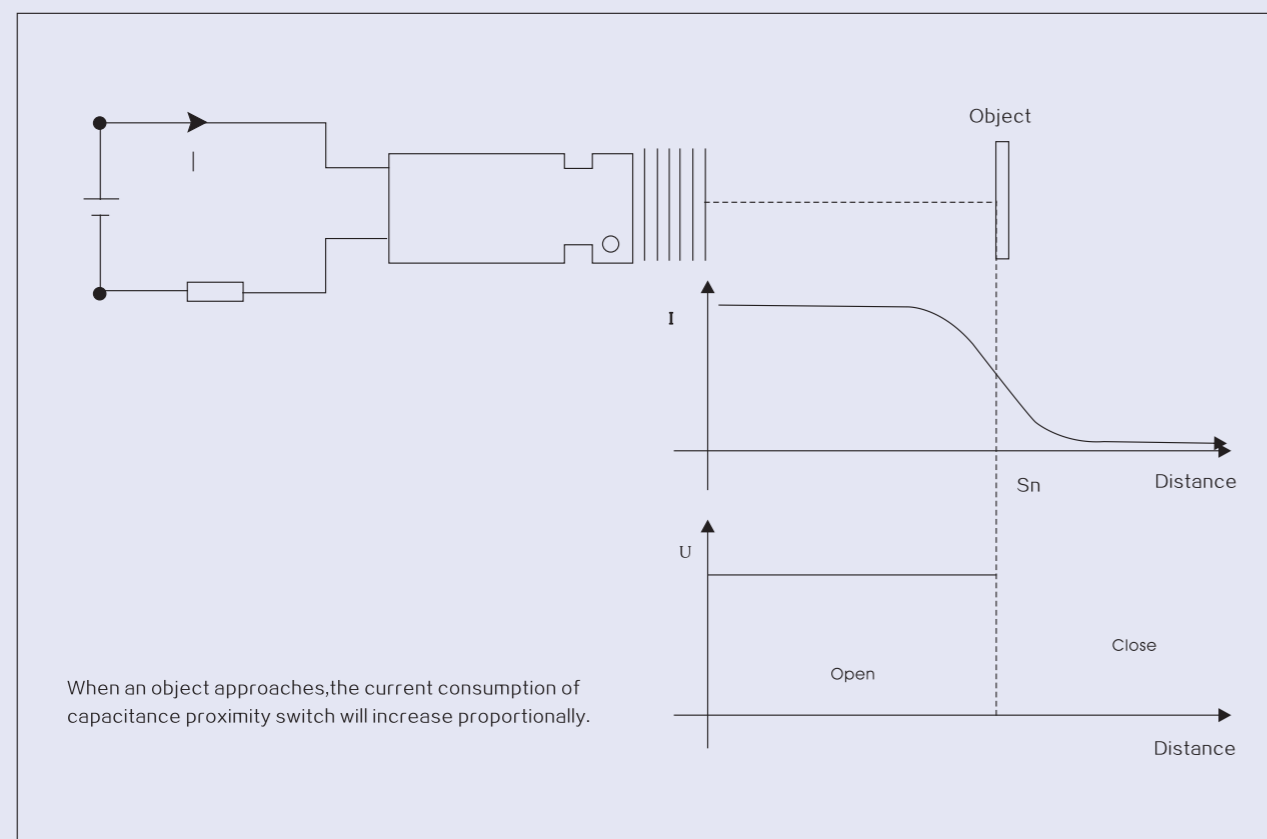 Object
I
I
Sn
Distance
U
Close
Open
When an object approaches,the current consumption of
capacitance proximity switch will increase proportionally.
Distance